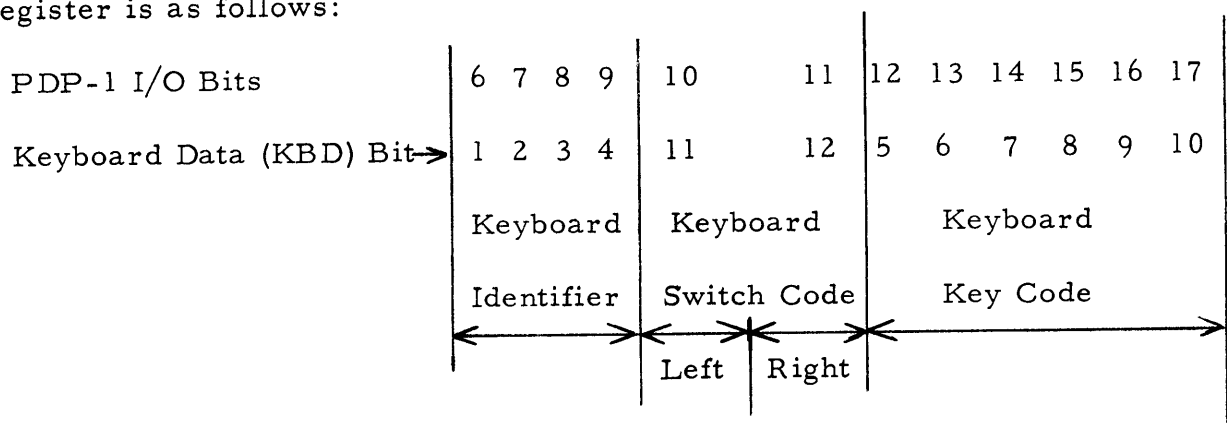 egister is as follows:
PDP-1 I/O Bits 6 7 8 9 10 11 12 13 14 15 16 17
Keyboard Data (KBD) Bit 1 2 3 4 11 12 5 6 7 8 9 10
Keyboard Keyboard Keyboard
Identifier Switch Code Key Code
Left Right